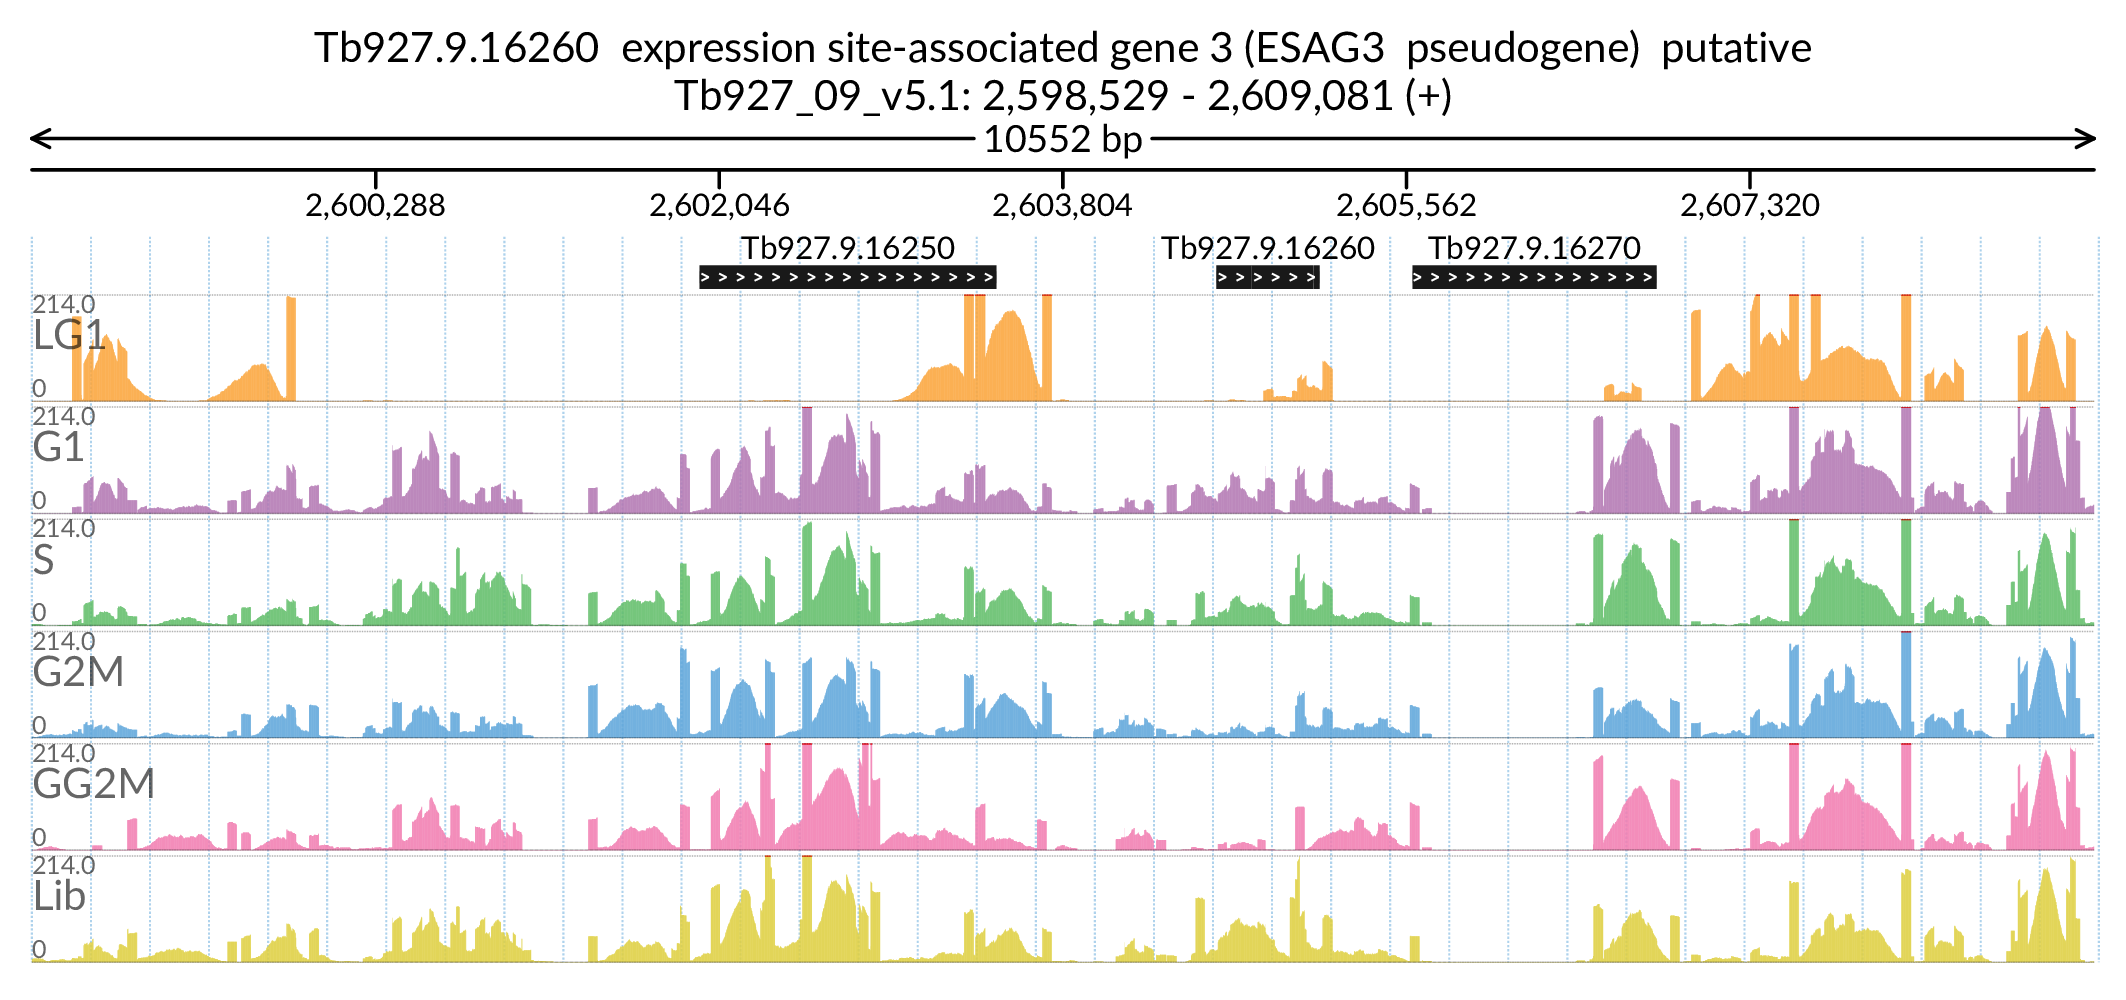 Tb927.9.16260 expression site-associated gene 3 (ESAG3 pseudogene) putative
Tb927_09_v5.1: 2,598,529 - 2,609,081 (+)
10552 bp
2,600,288 2,602,046 2,603,804 2,605,562 2,607,320
Tb927.9.16250 Tb927.9.16260 Tb927.9.16270
214.0
LG1
0
214.0
G1
0
214.0
S
0
214.0
G2M
0
214.0
GG2M
0
214.0
Lib
0